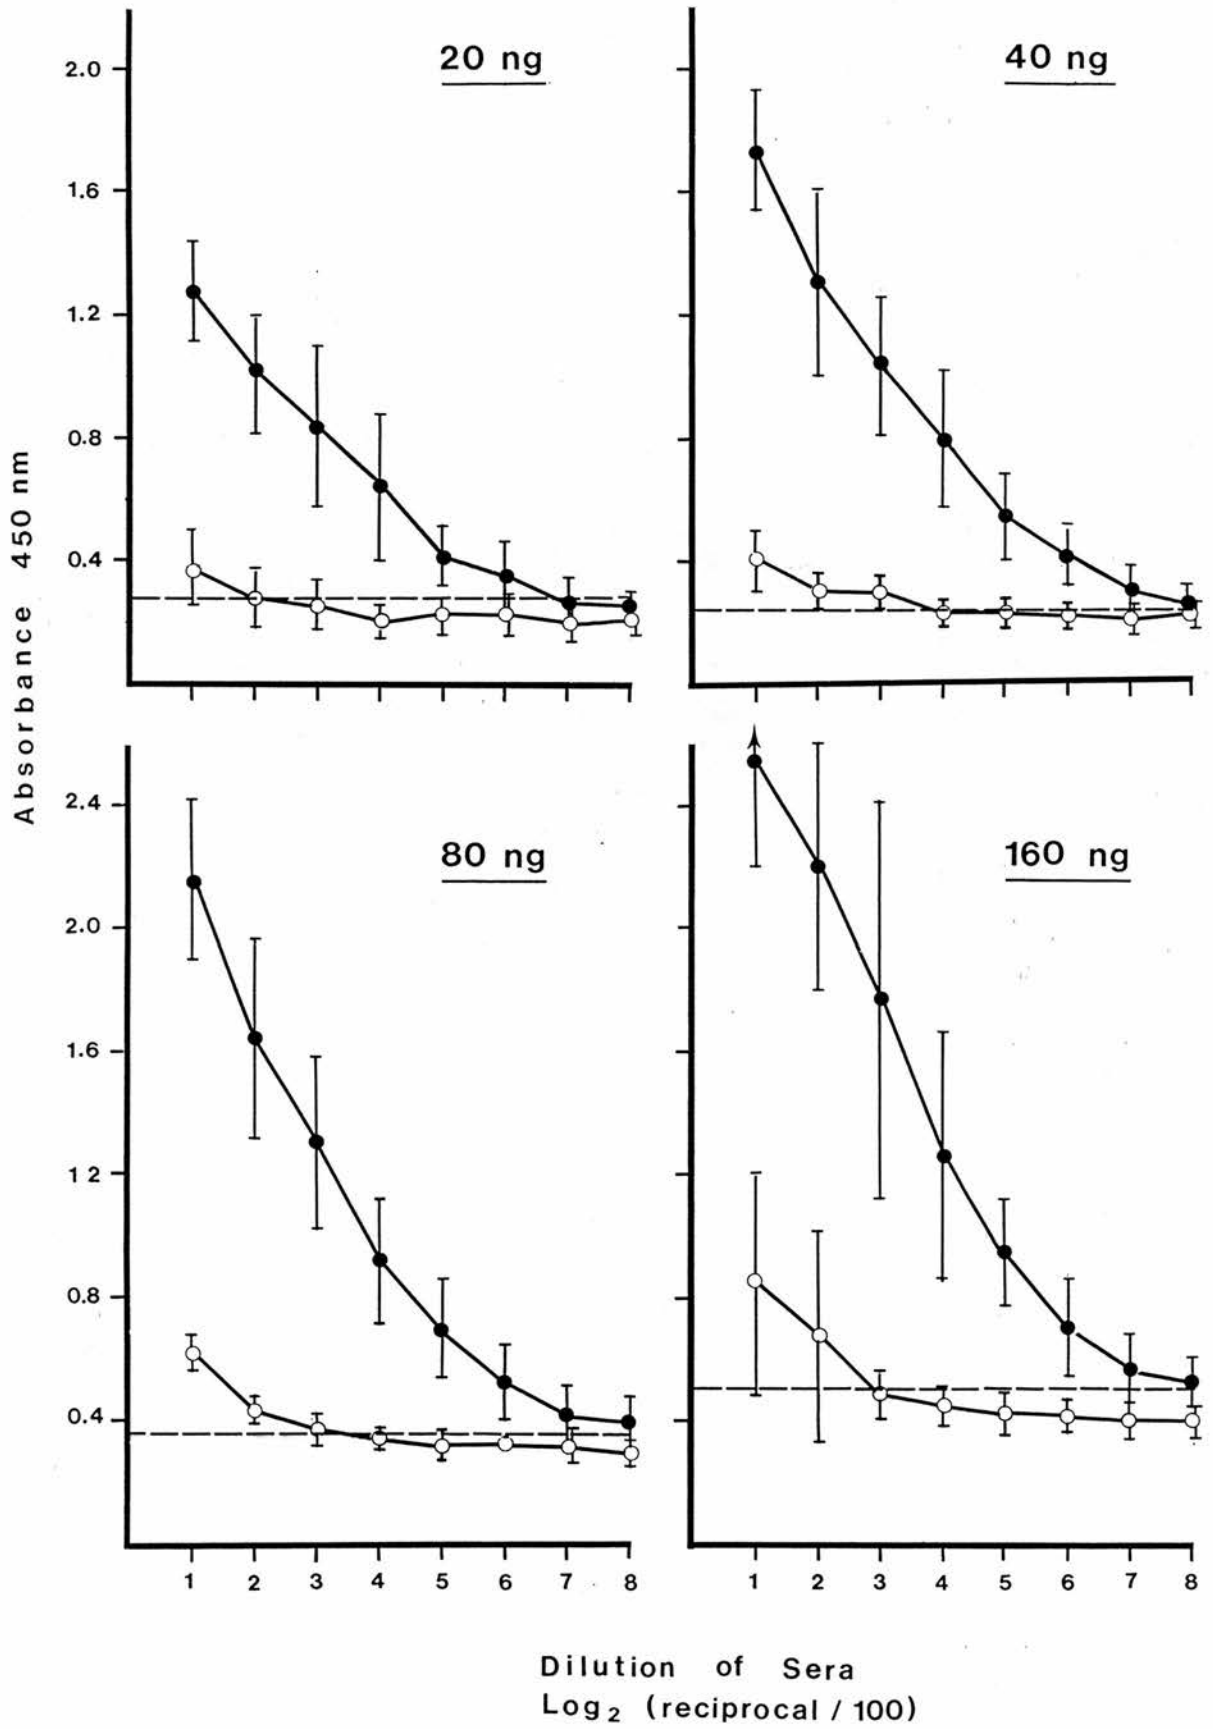 20 ng
40 ng
2.0
1.6
1.2
0.8
0.4
Absorbance 450 nm
80 ng
160 ng
2.4
2.0
1.6
1 2
0.8
0.4
1 2 3 4 5 6 7 8
1 2 3 4 5 6 7 8
Dilution of Sera
Log₂ (reciprocal / 100)